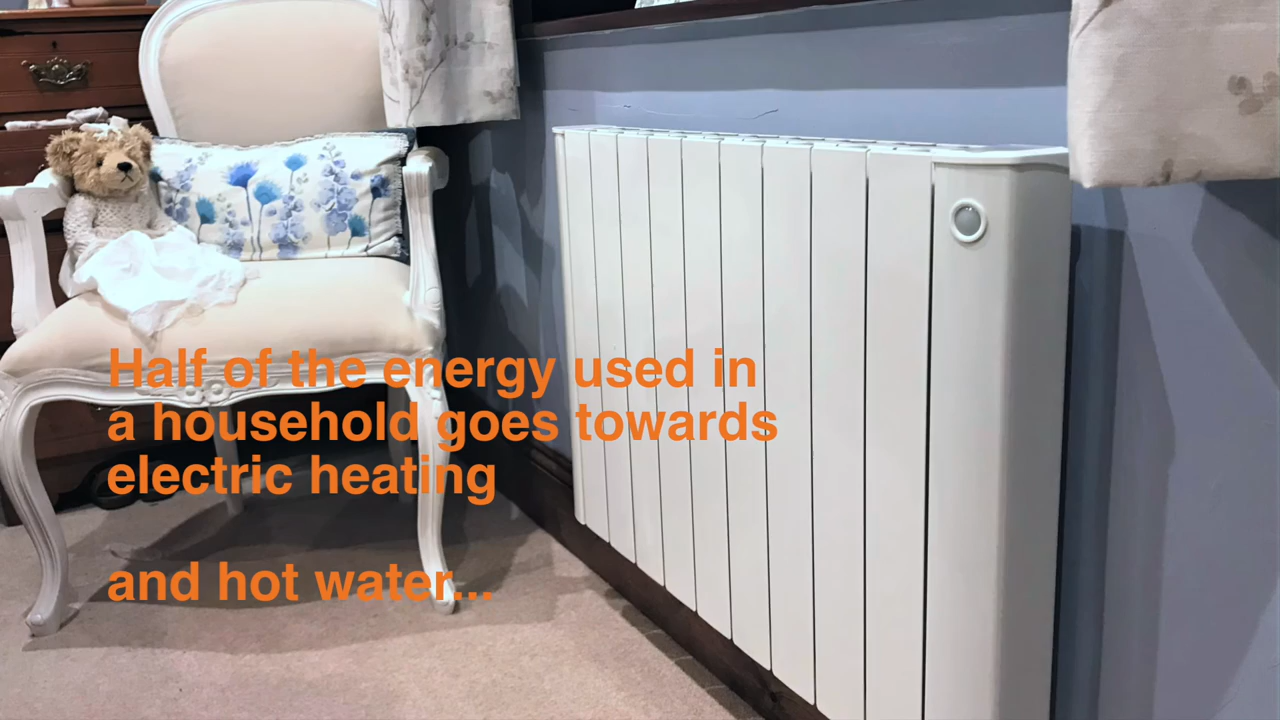 Half of the energy used in
a household goes towards
electric heating
and hot water...